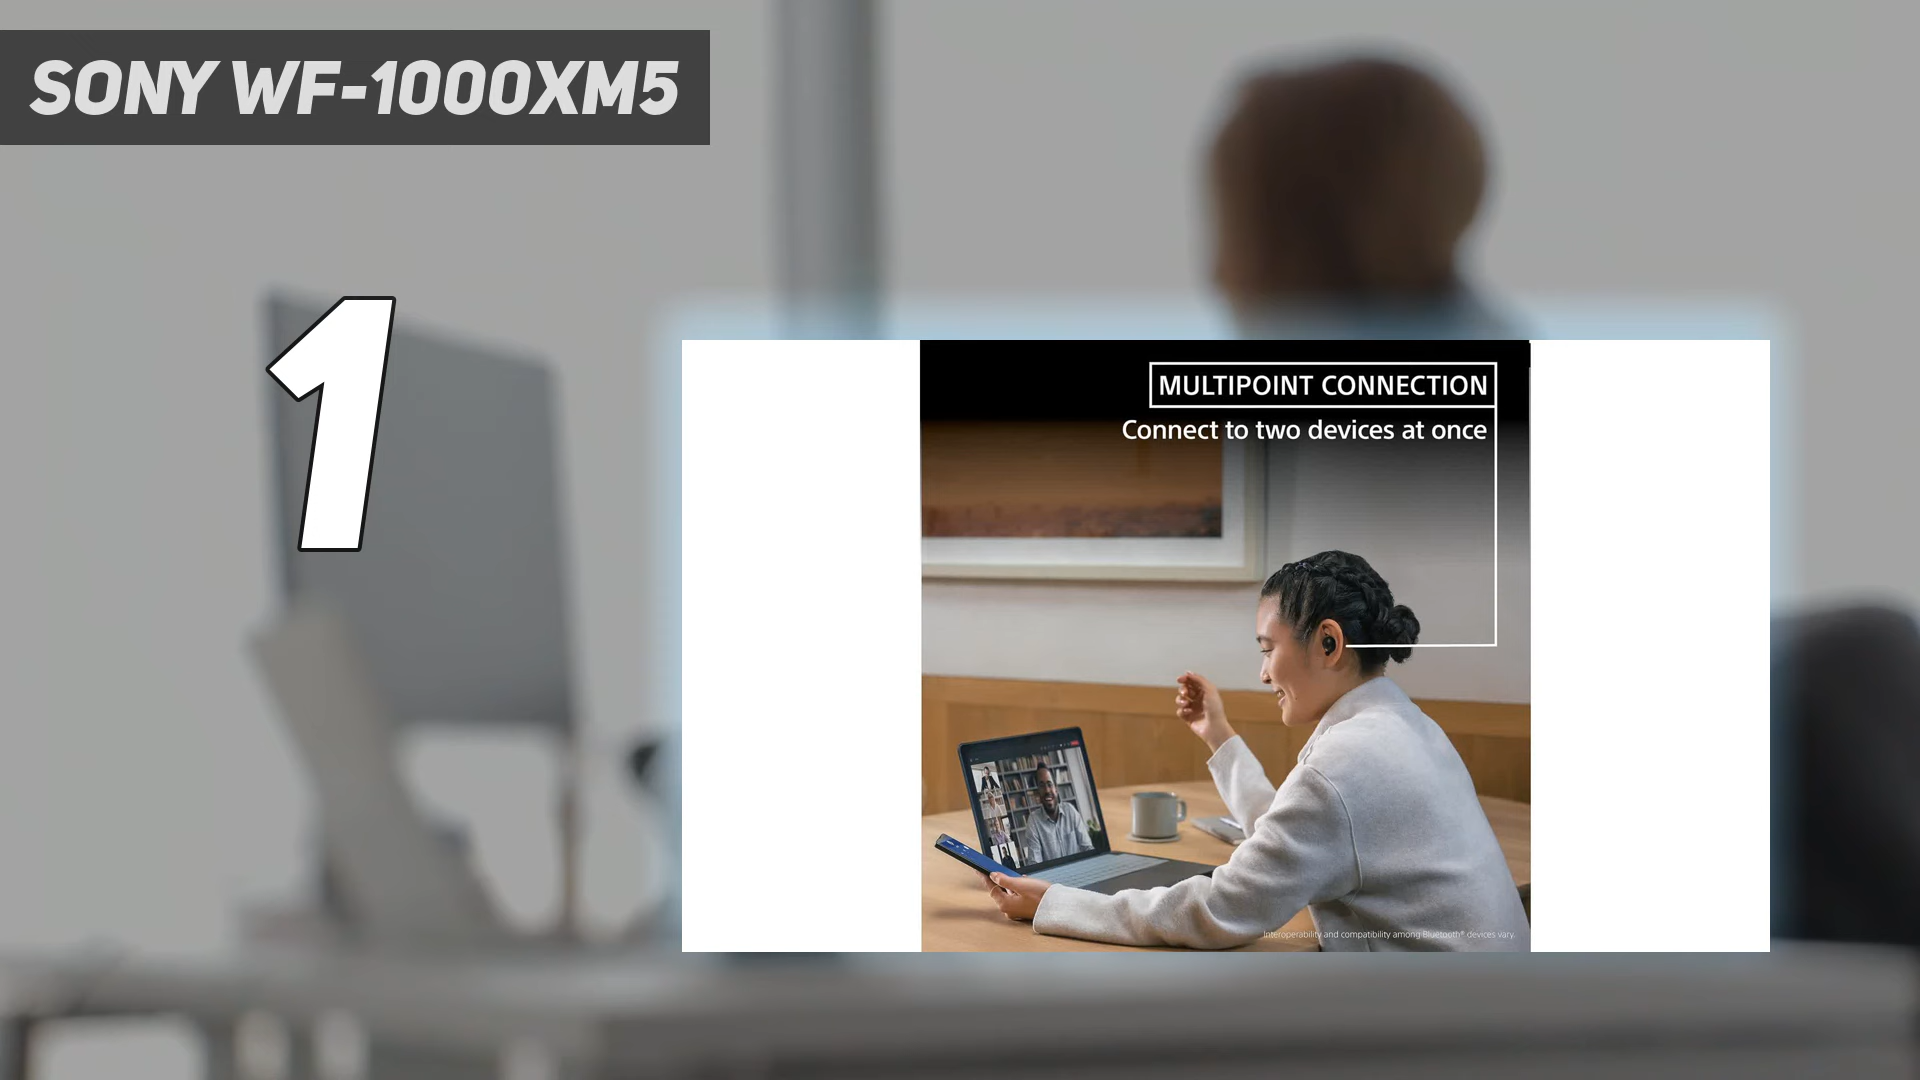 SONY WF-1000XM5
1
MULTIPOINT CONNECTION
Connect to two devices at once
Interoperability and compatibility among Bluetooth® devices vary.